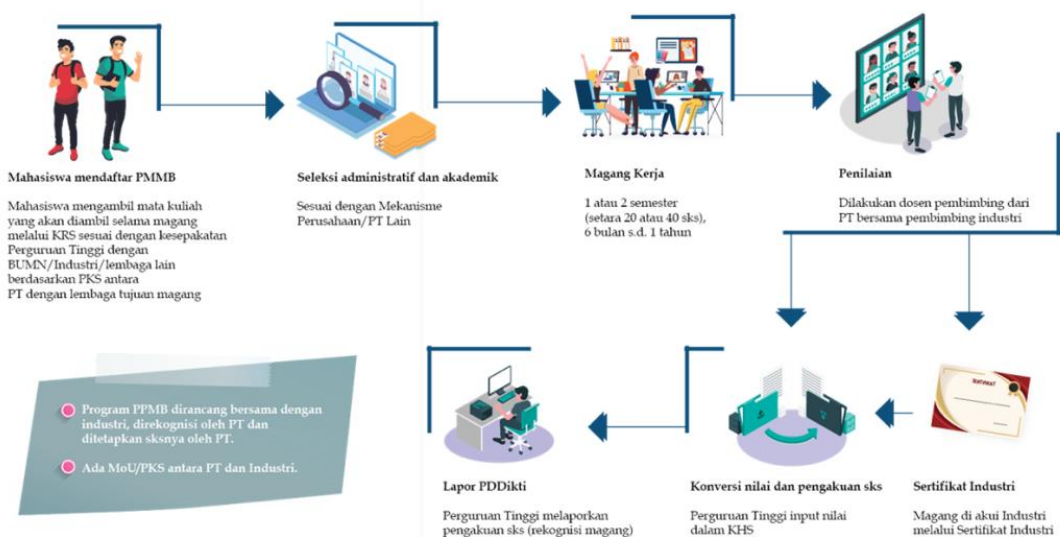 Mahasiswa mendaftar PMMB
Mahasiswa mengambil mata kuliah
yang akan diambil selama magang
melalui KRS sesuai dengan kesepakatan
Perguruan Tinggi dengan
BUMN/Industri/lembaga lain
berdasarkan PKS antara
PT dengan lembaga tujuan magang
Seleksi administratif dan akademik
Sesuai dengan Mekanisme
Perusahaan/PT Lain
Magang Kerja
1 atau 2 semester
(setara 20 atau 40 sks),
6 bulan s.d. 1 tahun
Penilaian
Dilakukan dosen pembimbing dari
PT bersama pembimbing industri
Program PPMB dirancang bersama dengan
industri, direkognisi oleh PT dan
ditetapkan sksnya oleh PT.
Ada MoU/PKS antara PT dan Industri.
Lapor PDDikti
Perguruan Tinggi melaporkan
pengakuan sks (rekognisi magang)
Konversi nilai dan pengakuan sks
Perguruan Tinggi input nilai
dalam KHS
SERTIFIKAT
Sertifikat Industri
Magang di akui Industri
melalui Sertifikat Industri